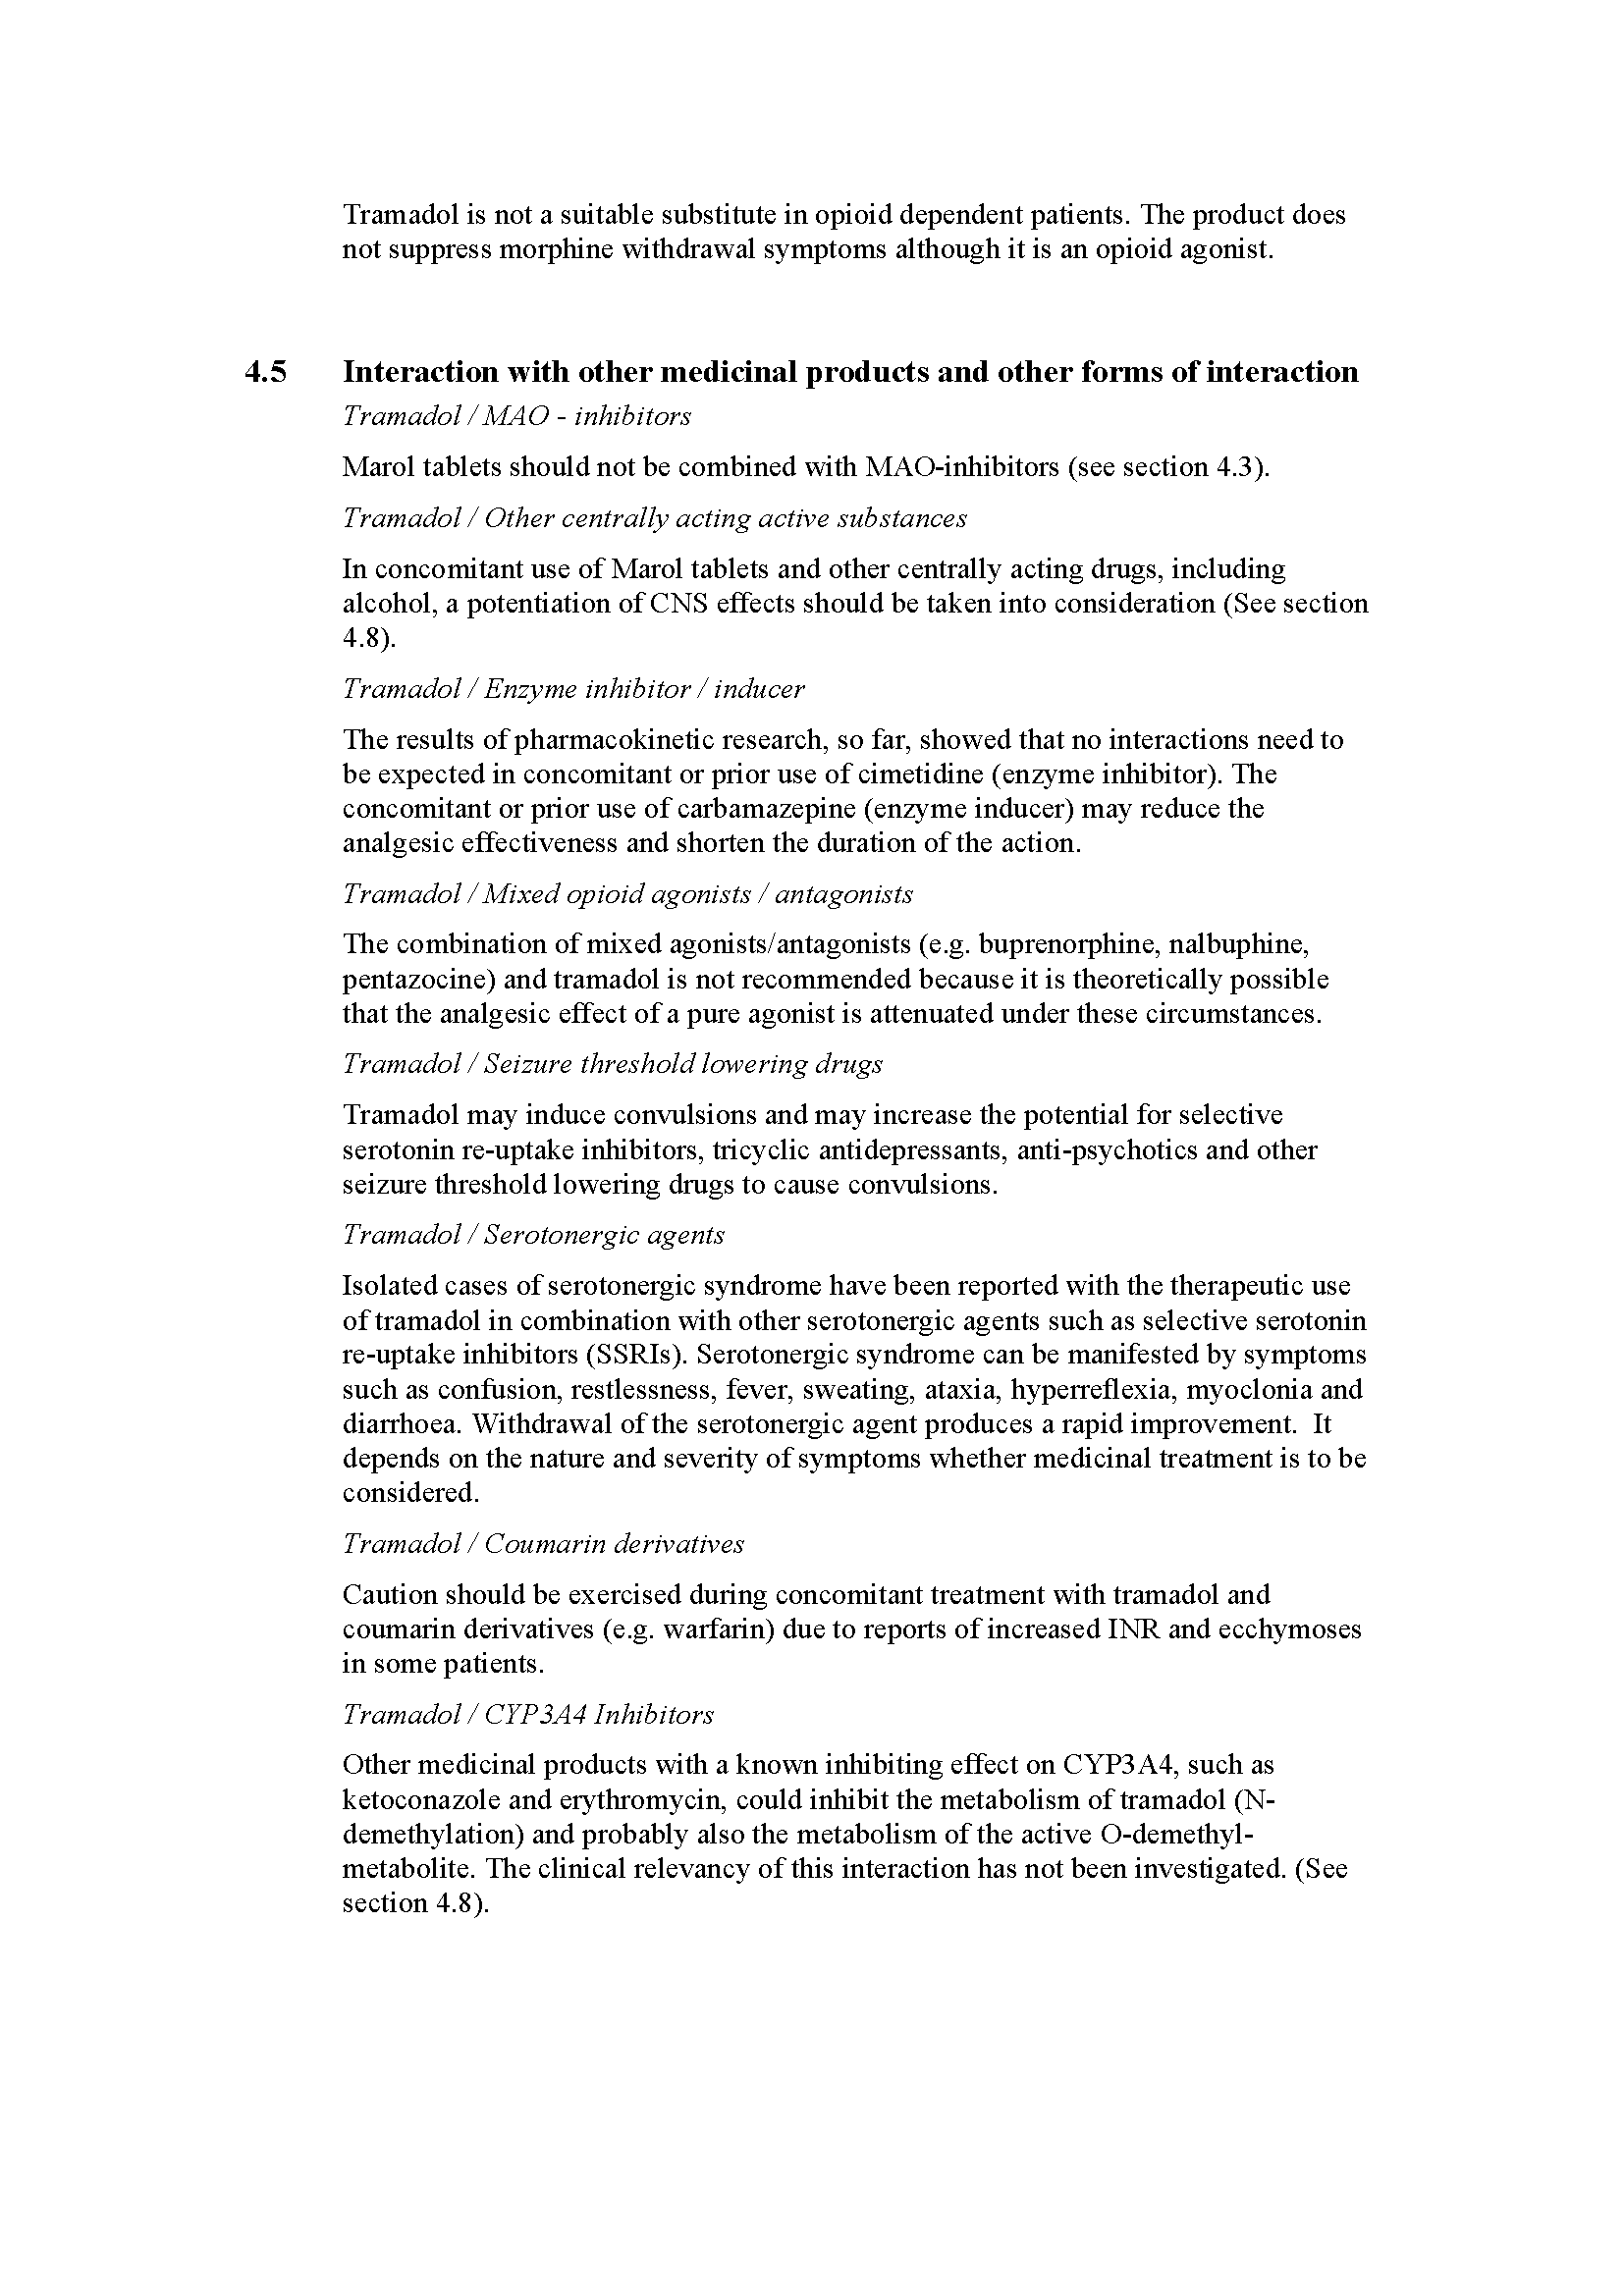 Tramadol is not a suitable substitute in opioid dependent patients. The product does
not suppress morphine withdrawal symptoms although it is an opioid agonist.
4.5 Interaction with other medicinal products and other forms of interaction
Tramadol / MAO - inhibitors
Marol tablets should not be combined with MAO-inhibitors (see section 4.3).
Tramadol / Other centrally acting active substances
In concomitant use of Marol tablets and other centrally acting drugs, including
alcohol, a potentiation of CNS effects should be taken into consideration (See section
4.8).
Tramadol / Enzyme inhibitor / inducer
The results of pharmacokinetic research, so far, showed that no interactions need to
be expected in concomitant or prior use of cimetidine (enzyme inhibitor). The
concomitant or prior use of carbamazepine (enzyme inducer) may reduce the
analgesic effectiveness and shorten the duration of the action.
Tramadol / Mixed opioid agonists / antagonists
The combination of mixed agonists/antagonists (e.g. buprenorphine, nalbuphine,
pentazocine) and tramadol is not recommended because it is theoretically possible
that the analgesic effect of a pure agonist is attenuated under these circumstances.
Tramadol / Seizure threshold lowering drugs
Tramadol may induce convulsions and may increase the potential for selective
serotonin re-uptake inhibitors, tricyclic antidepressants, anti-psychotics and other
seizure threshold lowering drugs to cause convulsions.
Tramadol / Serotonergic agents
Isolated cases of serotonergic syndrome have been reported with the therapeutic use
of tramadol in combination with other serotonergic agents such as selective serotonin
re-uptake inhibitors (SSRIs). Serotonergic syndrome can be manifested by symptoms
such as confusion, restlessness, fever, sweating, ataxia, hyperreflexia, myoclonia and
diarrhoea. Withdrawal of the serotonergic agent produces a rapid improvement.  It
depends on the nature and severity of symptoms whether medicinal treatment is to be
considered.
Tramadol / Coumarin derivatives
Caution should be exercised during concomitant treatment with tramadol and
coumarin derivatives (e.g. warfarin) due to reports of increased INR and ecchymoses
in some patients.
Tramadol / CYP3A4 Inhibitors
Other medicinal products with a known inhibiting effect on CYP3A4, such as
ketoconazole and erythromycin, could inhibit the metabolism of tramadol (N-
demethylation) and probably also the metabolism of the active O-demethyl-
metabolite. The clinical relevancy of this interaction has not been investigated. (See
section 4.8).